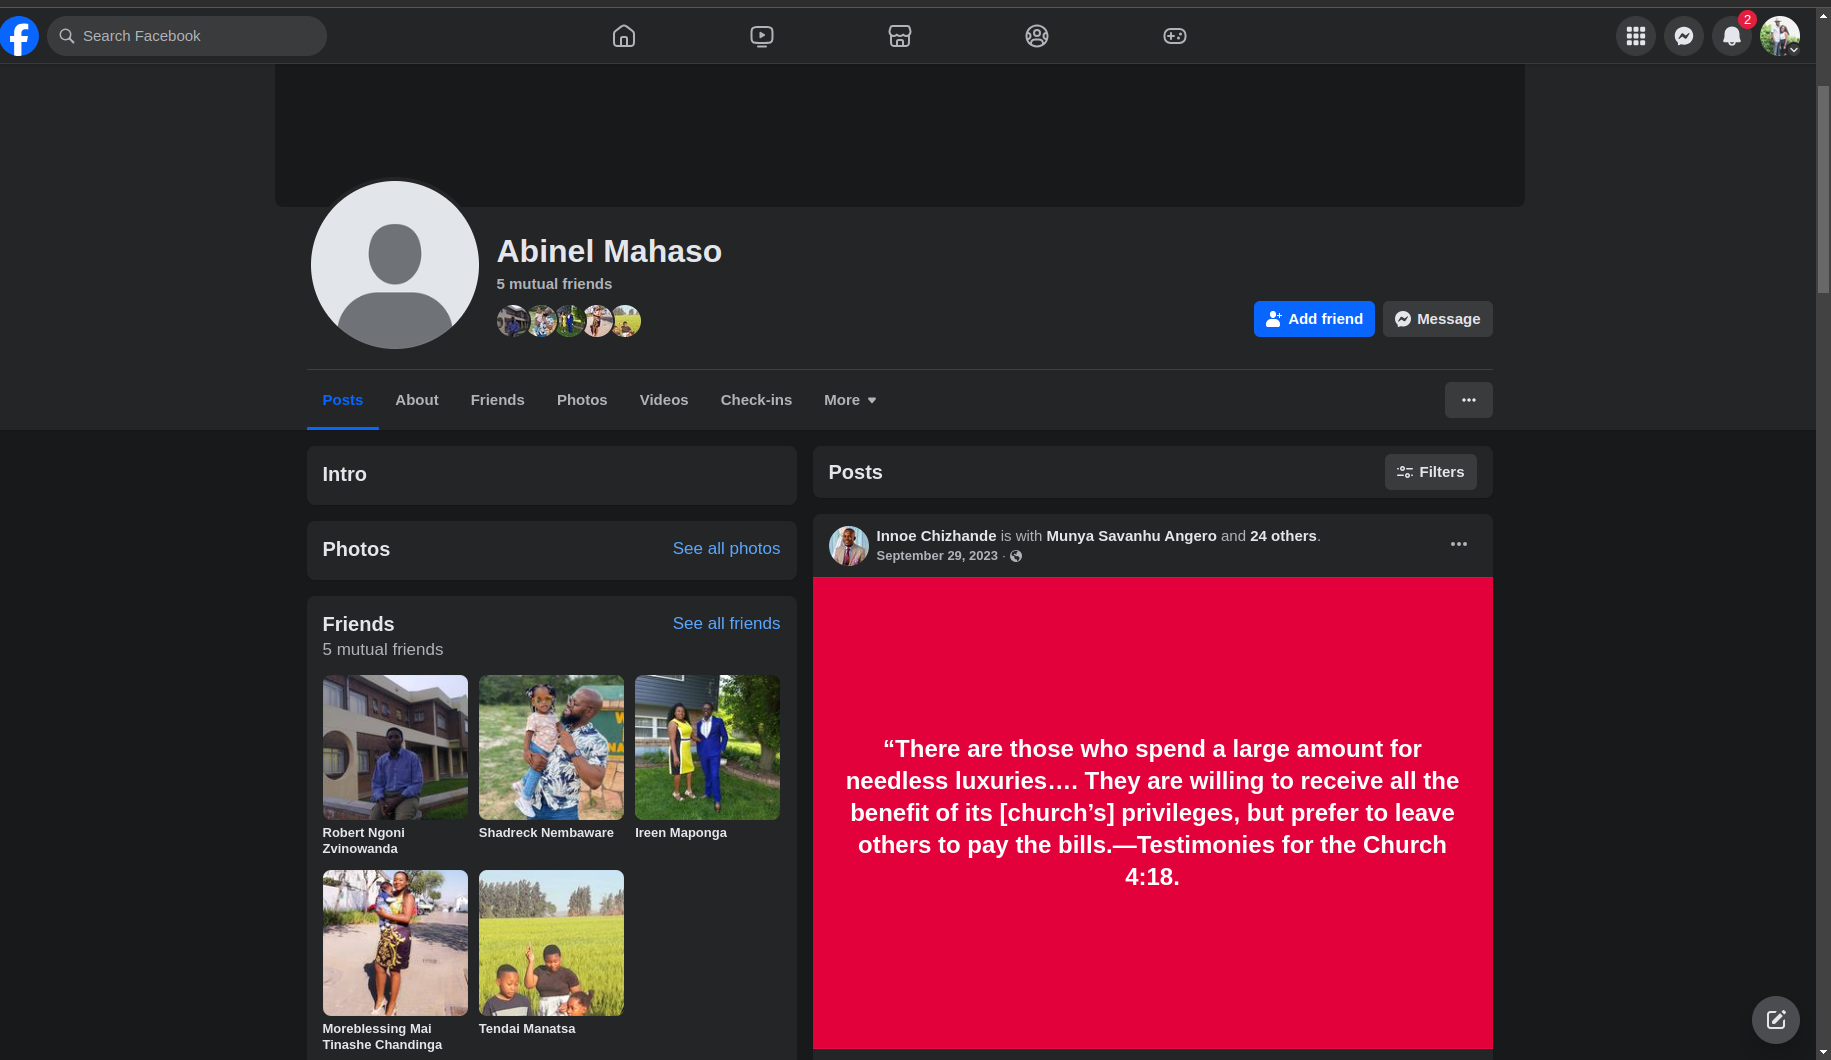 Search Facebook
2
Abinel Mahaso
5 mutual friends
Add friend
Message
Posts
About
Friends
Photos
Videos
Check-ins
More
Intro
Photos
See all photos
Friends
See all friends
5 mutual friends
Robert Ngoni
Zvinowanda
Shadreck Nembaware
Ireen Maponga
Moreblessing Mai
Tinashe Chandinga
Tendai Manatsa
Posts
Filters
Innoe Chizhande is with Munya Savanhu Angero and 24 others.
September 29, 2023 ·
“There are those who spend a large amount for
needless luxuries…. They are willing to receive all the
benefit of its [church’s] privileges, but prefer to leave
others to pay the bills.—Testimonies for the Church
4:18.